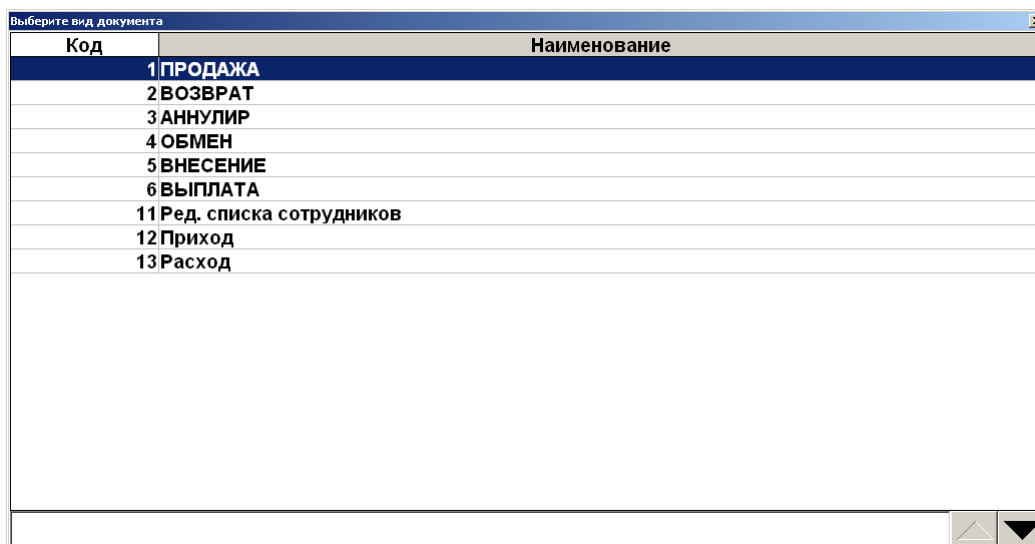 Выберите вид документа
Код Наименование
1 ПРОДАЖА
2 ВОЗВРАТ
3 АННУЛИР
4 ОБМЕН
5 ВНЕСЕНИЕ
6 ВЫПЛАТА
11 Ред. списка сотрудников
12 Приход
13 Расход